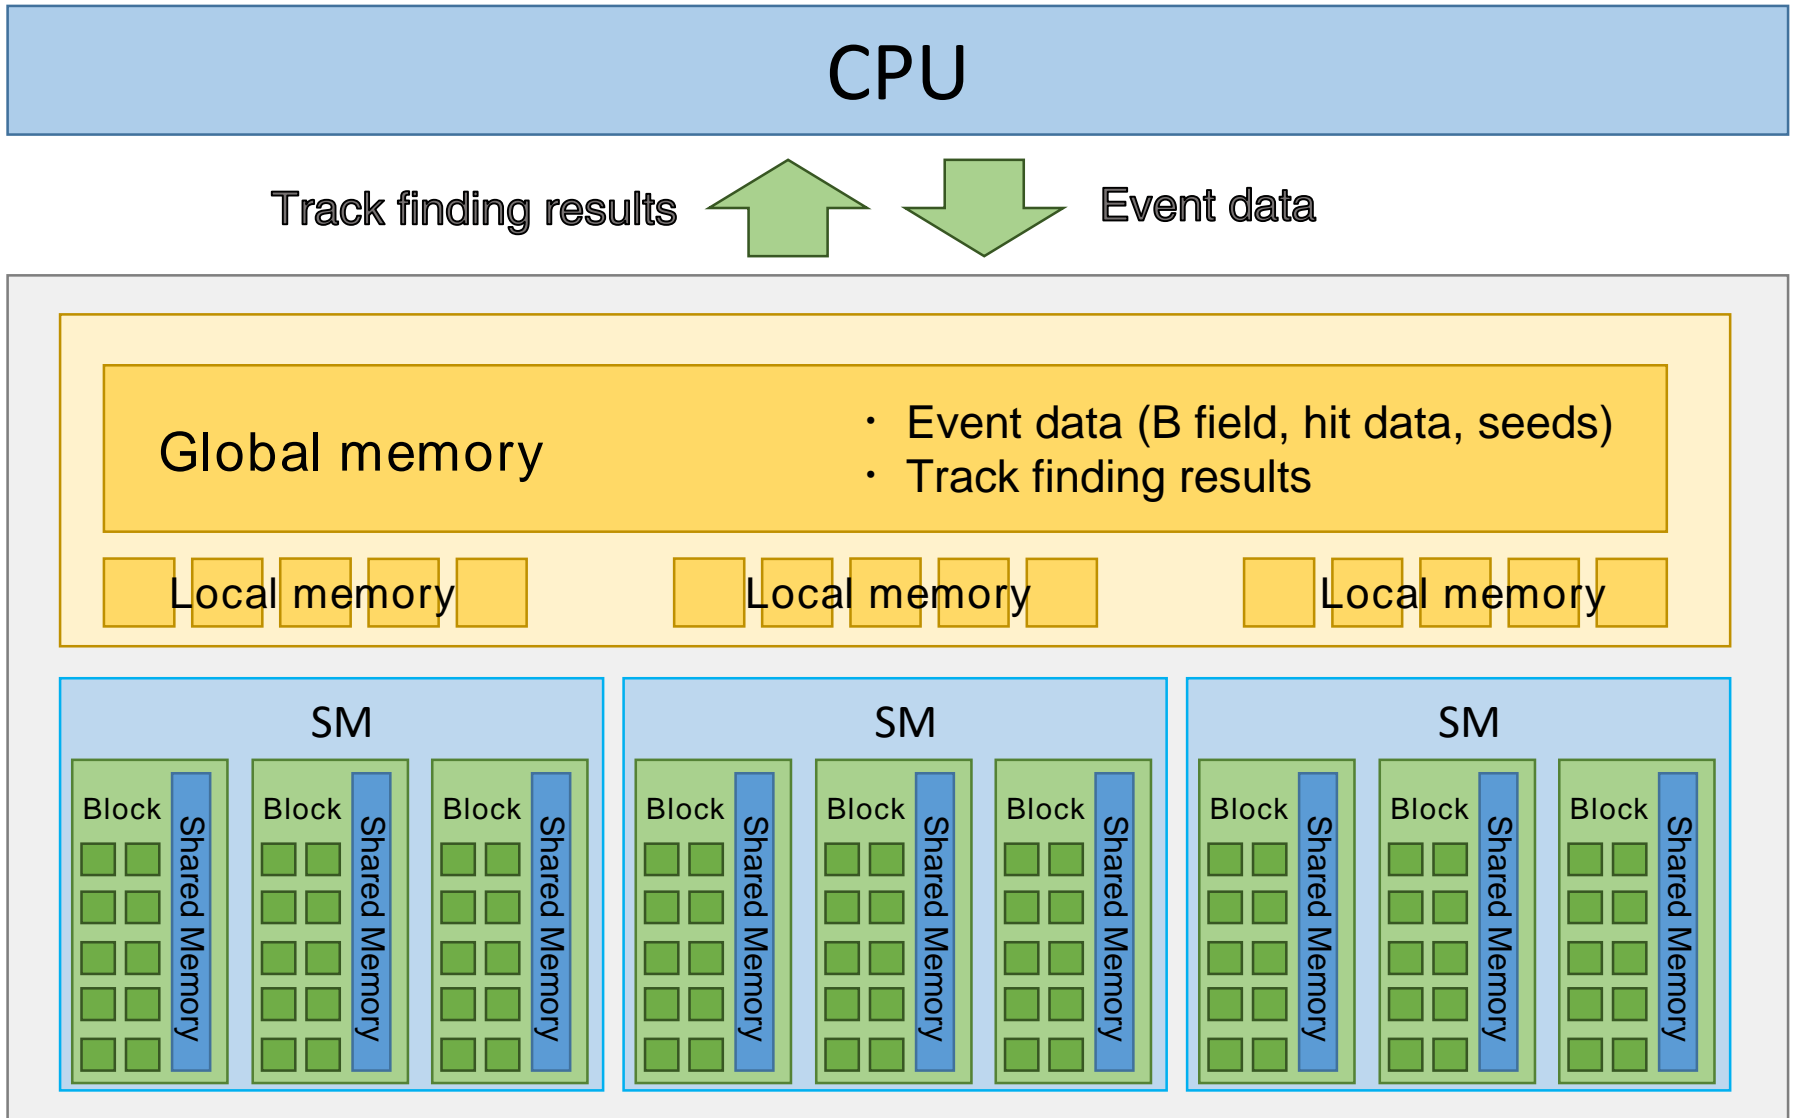 CPU
Track finding results
Event data
Global memory
・ Event data (B field, hit data, seeds)
・ Track finding results
Local memory
Local memory
Local memory
SM
SM
SM
Block
Shared Memory
Block
Shared Memory
Block
Shared Memory
Block
Shared Memory
Block
Shared Memory
Block
Shared Memory
Block
Shared Memory
Block
Shared Memory
Block
Shared Memory